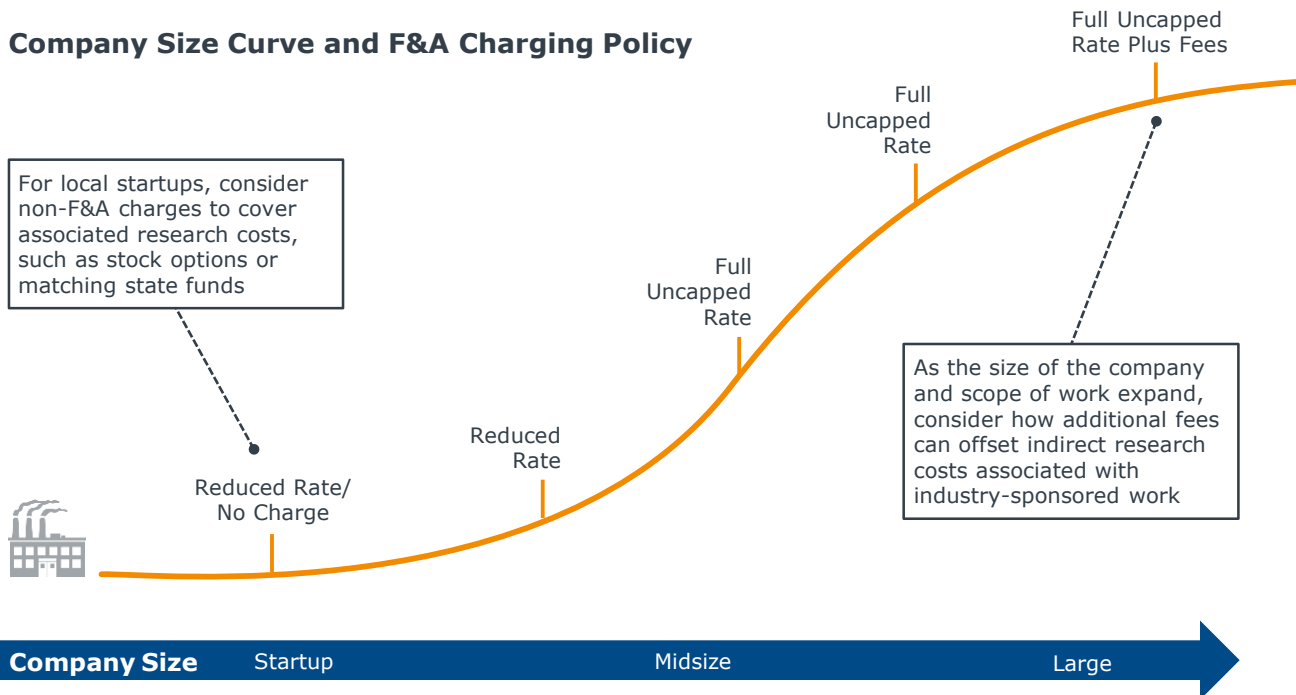 Company Size Curve and F&A Charging Policy
Full Uncapped
Rate Plus Fees
Full
Uncapped
Rate
For local startups, consider
non-F&A charges to cover
associated research costs,
such as stock options or
matching state funds
Full
Uncapped
Rate
As the size of the company
and scope of work expand,
consider how additional fees
can offset indirect research
costs associated with
industry-sponsored work
Reduced
Rate
Reduced Rate/
No Charge
Company Size
Startup
Midsize
Large